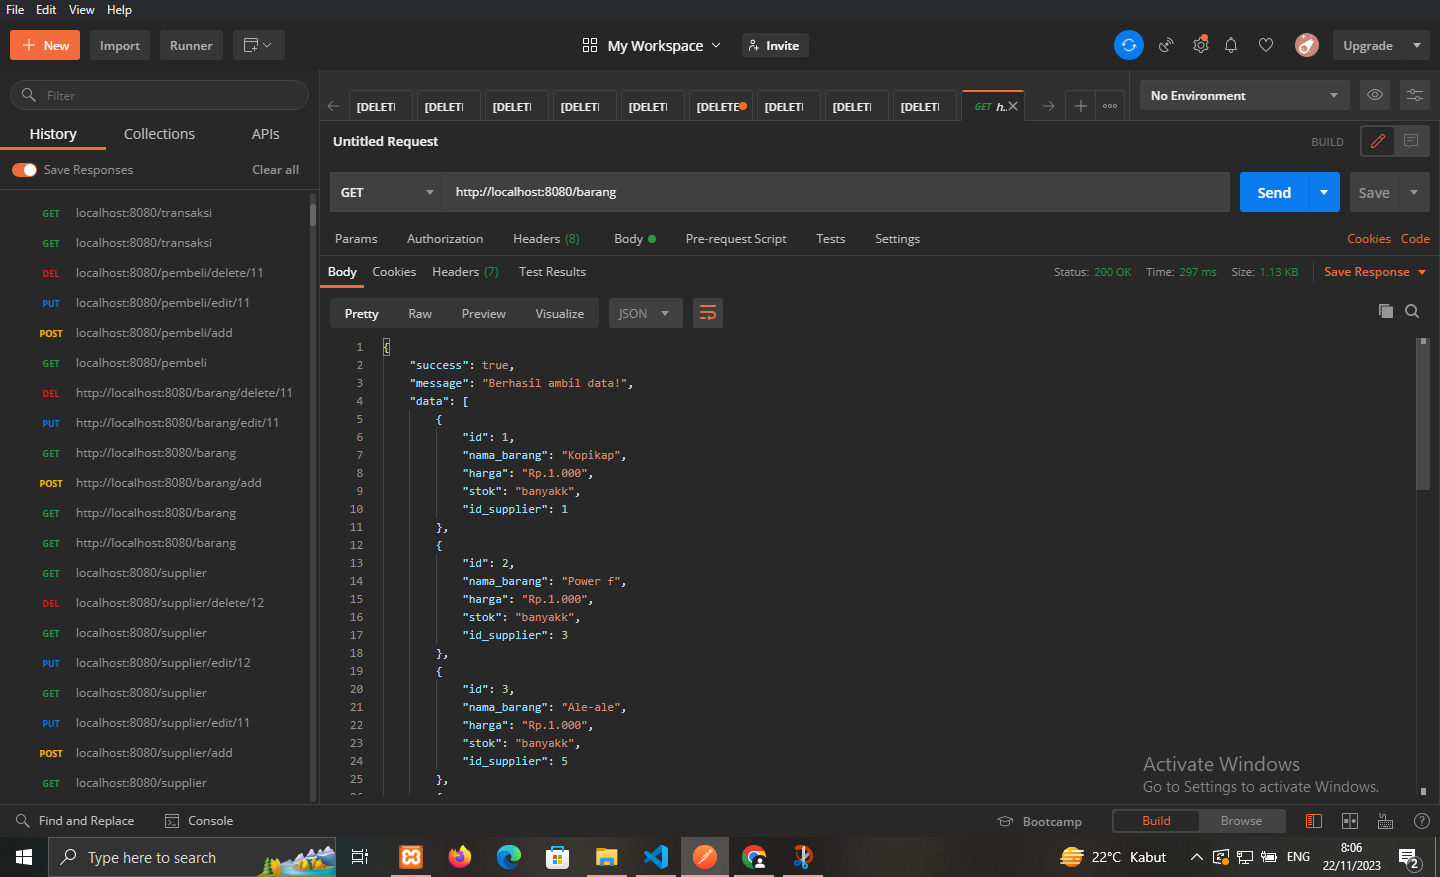 File Edit View Help
New Import Runner My Workspace Invite Upgrade
Filter
[DELETI [DELETI [DELETI [DELETI [DELETI [DELETE [DELETI [DELETI [DELETI GET h.. No Environment
History Collections APIs
Untitled Request BUILD
Save Responses Clear all
GET http://localhost:8080/barang Send Save
Params Authorization Headers (8) Body Pre-request Script Tests Settings Cookies Code
Body Cookies Headers (7) Test Results Status: 200 OK Time: 297 ms Size: 1.13 KB Save Response
Pretty Raw Preview Visualize JSON
GET localhost:8080/transaksi
GET localhost:8080/transaksi
DEL localhost:8080/pembeli/delete/11
PUT localhost:8080/pembeli/edit/11
POST localhost:8080/pembeli/add
GET localhost:8080/pembeli
DEL http://localhost:8080/barang/delete/11
PUT http://localhost:8080/barang/edit/11
GET http://localhost:8080/barang
POST http://localhost:8080/barang/add
GET http://localhost:8080/barang
GET http://localhost:8080/barang
GET localhost:8080/supplier
DEL localhost:8080/supplier/delete/12
GET localhost:8080/supplier
PUT localhost:8080/supplier/edit/12
GET localhost:8080/supplier
PUT localhost:8080/supplier/edit/11
POST localhost:8080/supplier/add
GET localhost:8080/supplier
1 {
2 "success": true,
3 "message": "Berhasil ambil data!",
4 "data": [
5 {
6 "id": 1,
7 "nama_barang": "Kopikap",
8 "harga": "Rp.1.000",
9 "stok": "banyakk",
10 "id_supplier": 1
11 },
12 {
13 "id": 2,
14 "nama_barang": "Power f",
15 "harga": "Rp.1.000",
16 "stok": "banyakk",
17 "id_supplier": 3
18 },
19 {
20 "id": 3,
21 "nama_barang": "Ale-ale",
22 "harga": "Rp.1.000",
23 "stok": "banyakk",
24 "id_supplier": 5
25 },
Activate Windows
Go to Settings to activate Windows.
Find and Replace Console Bootcamp Build Browse
Type here to search 22°C Kabut ENG 8:06
22/11/2023 2